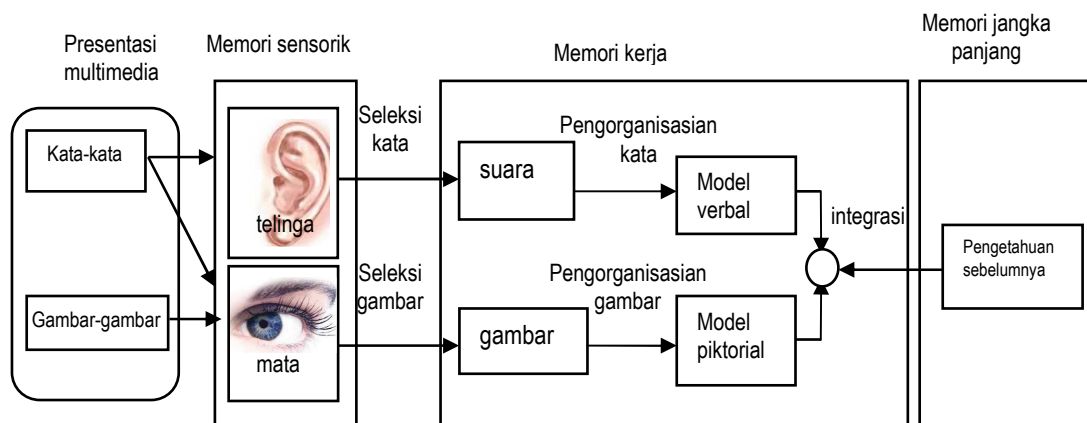 Presentasi
multimedia
Memori sensorik
Memori kerja
Memori jangka
panjang
Kata-kata
Gambar-gambar
telinga
mata
Seleksi
kata
Seleksi
gambar
suara
gambar
Pengorganisasian
kata
Pengorganisasian
gambar
Model
verbal
Model
piktorial
integrasi
Pengetahuan
sebelumnya